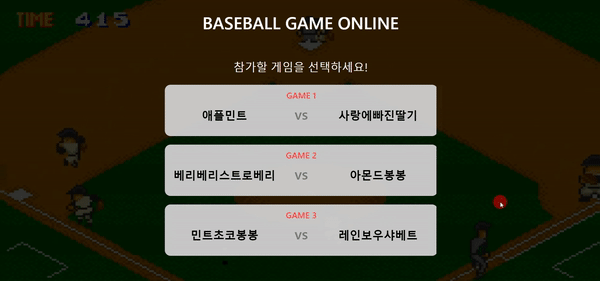 TIME 415
BASEBALL GAME ONLINE
참가할 게임을 선택하세요!
GAME 1
애플민트 VS 사랑에빠진딸기
GAME 2
베리베리스트로베리 VS 아몬드봉봉
GAME 3
민트초코봉봉 VS 레인보우샤베트